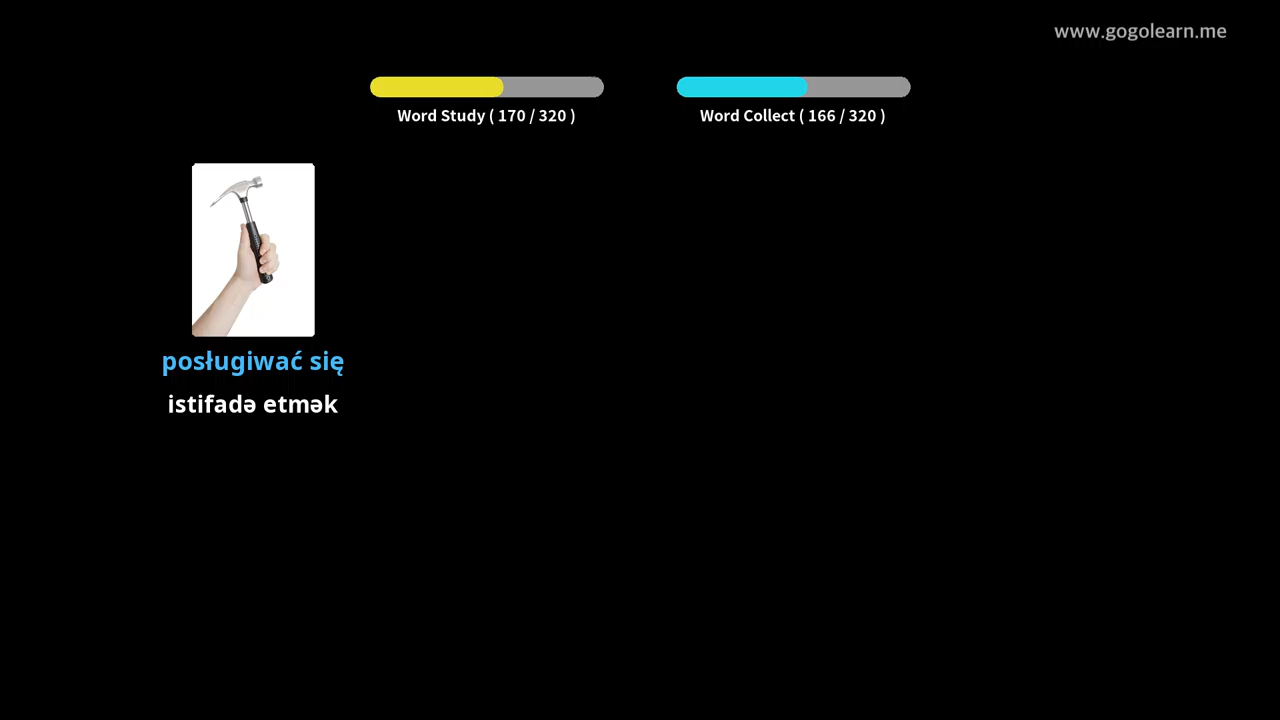 www.gogolearn.me
Word Study ( 170 / 320 )
Word Collect ( 166 / 320 )
posługiwać się
istifadə etmək